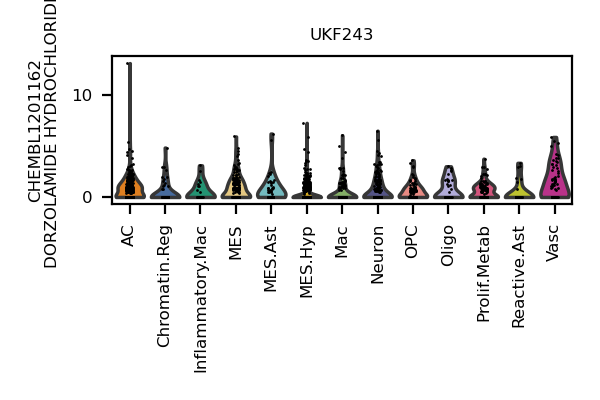 UKF243
CHEMBL1201162
DORZOLAMIDE HYDROCHLORIDE
10
0
AC
Chromatin.Reg
Inflammatory.Mac
MES
MES.Ast
MES.Hyp
Mac
Neuron
OPC
Oligo
Prolif.Metab
Reactive.Ast
Vasc